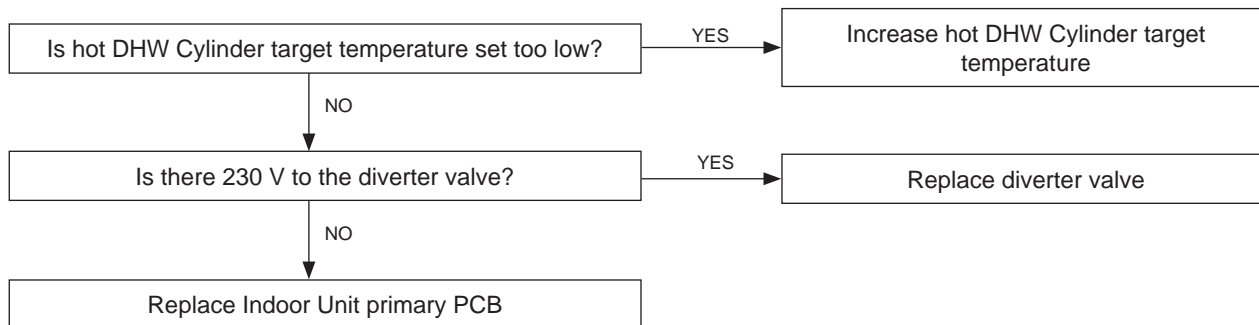 Is hot DHW Cylinder target temperature set too low?
YES
Increase hot DHW Cylinder target
temperature
NO
Is there 230 V to the diverter valve?
YES
Replace diverter valve
NO
Replace Indoor Unit primary PCB